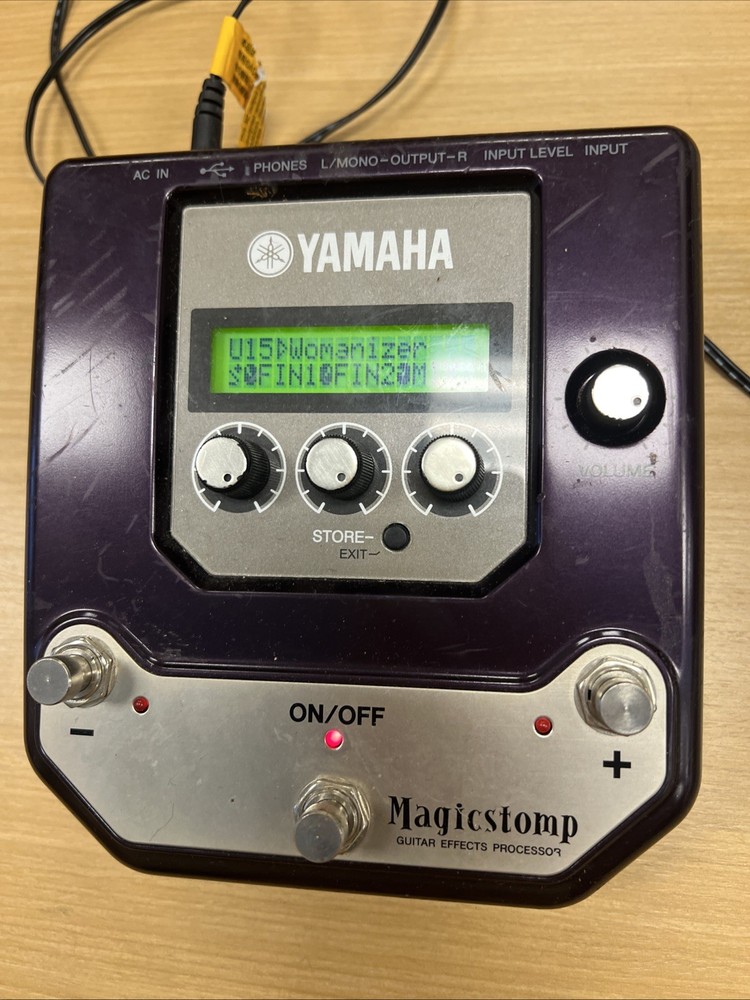 AC IN PHONES L/MONO-OUTPUT-R INPUT LEVEL INPUT
YAMAHA
U15▷Womanizer
FIN1 FIN2 M
VOLUME
STORE-
EXIT
ON/OFF
- +
Magicstomp
GUITAR EFFECTS PROCESSOR